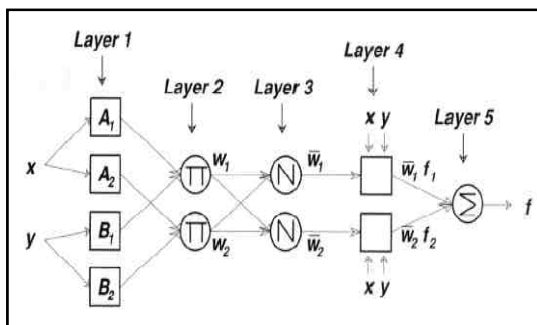 Layer 1
Layer 2
Layer 3
Layer 4
Layer 5
x
y
A₁
A₂
B₁
B₂
Π
Π
w₁
w₂
N
N
w̅₁
w̅₂
x y
x y
w̅₁ f₁
w̅₂ f₂
Σ
f